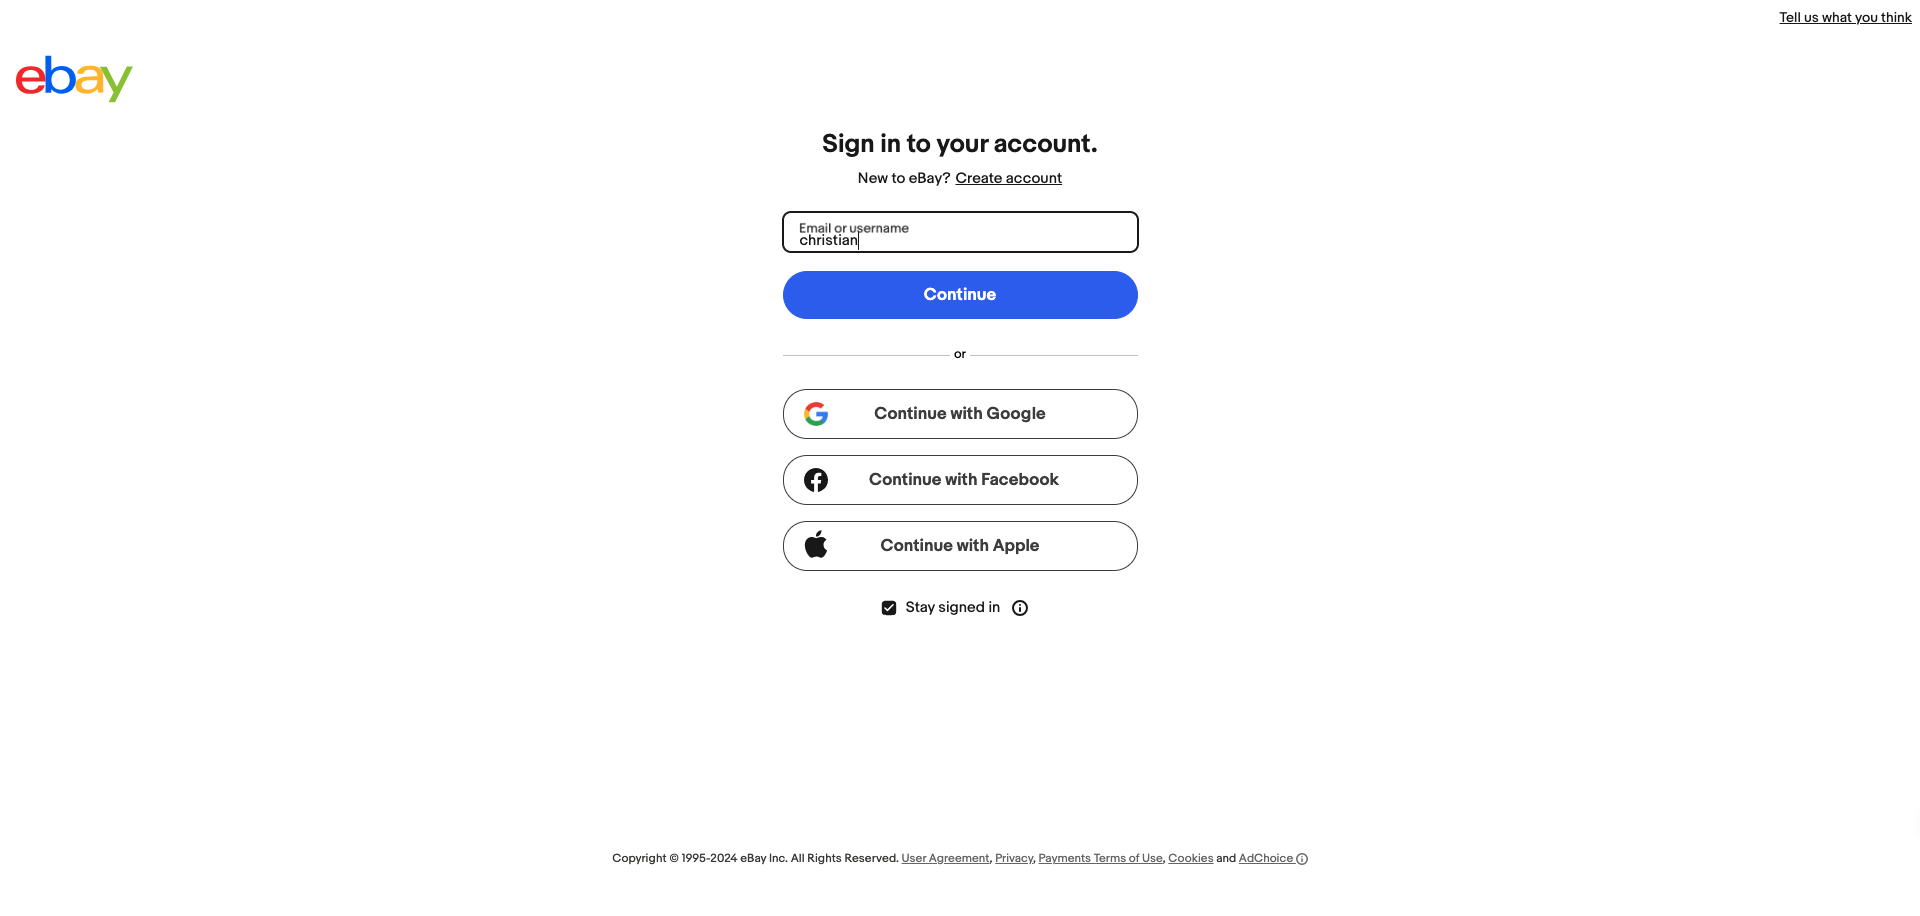 Tell us what you think
ebay
Sign in to your account.
New to eBay? Create account
Email or username
christian
Continue
or
Continue with Google
Continue with Facebook
Continue with Apple
Stay signed in
Copyright © 1995-2024 eBay Inc. All Rights Reserved. User Agreement, Privacy, Payments Terms of Use, Cookies and AdChoice